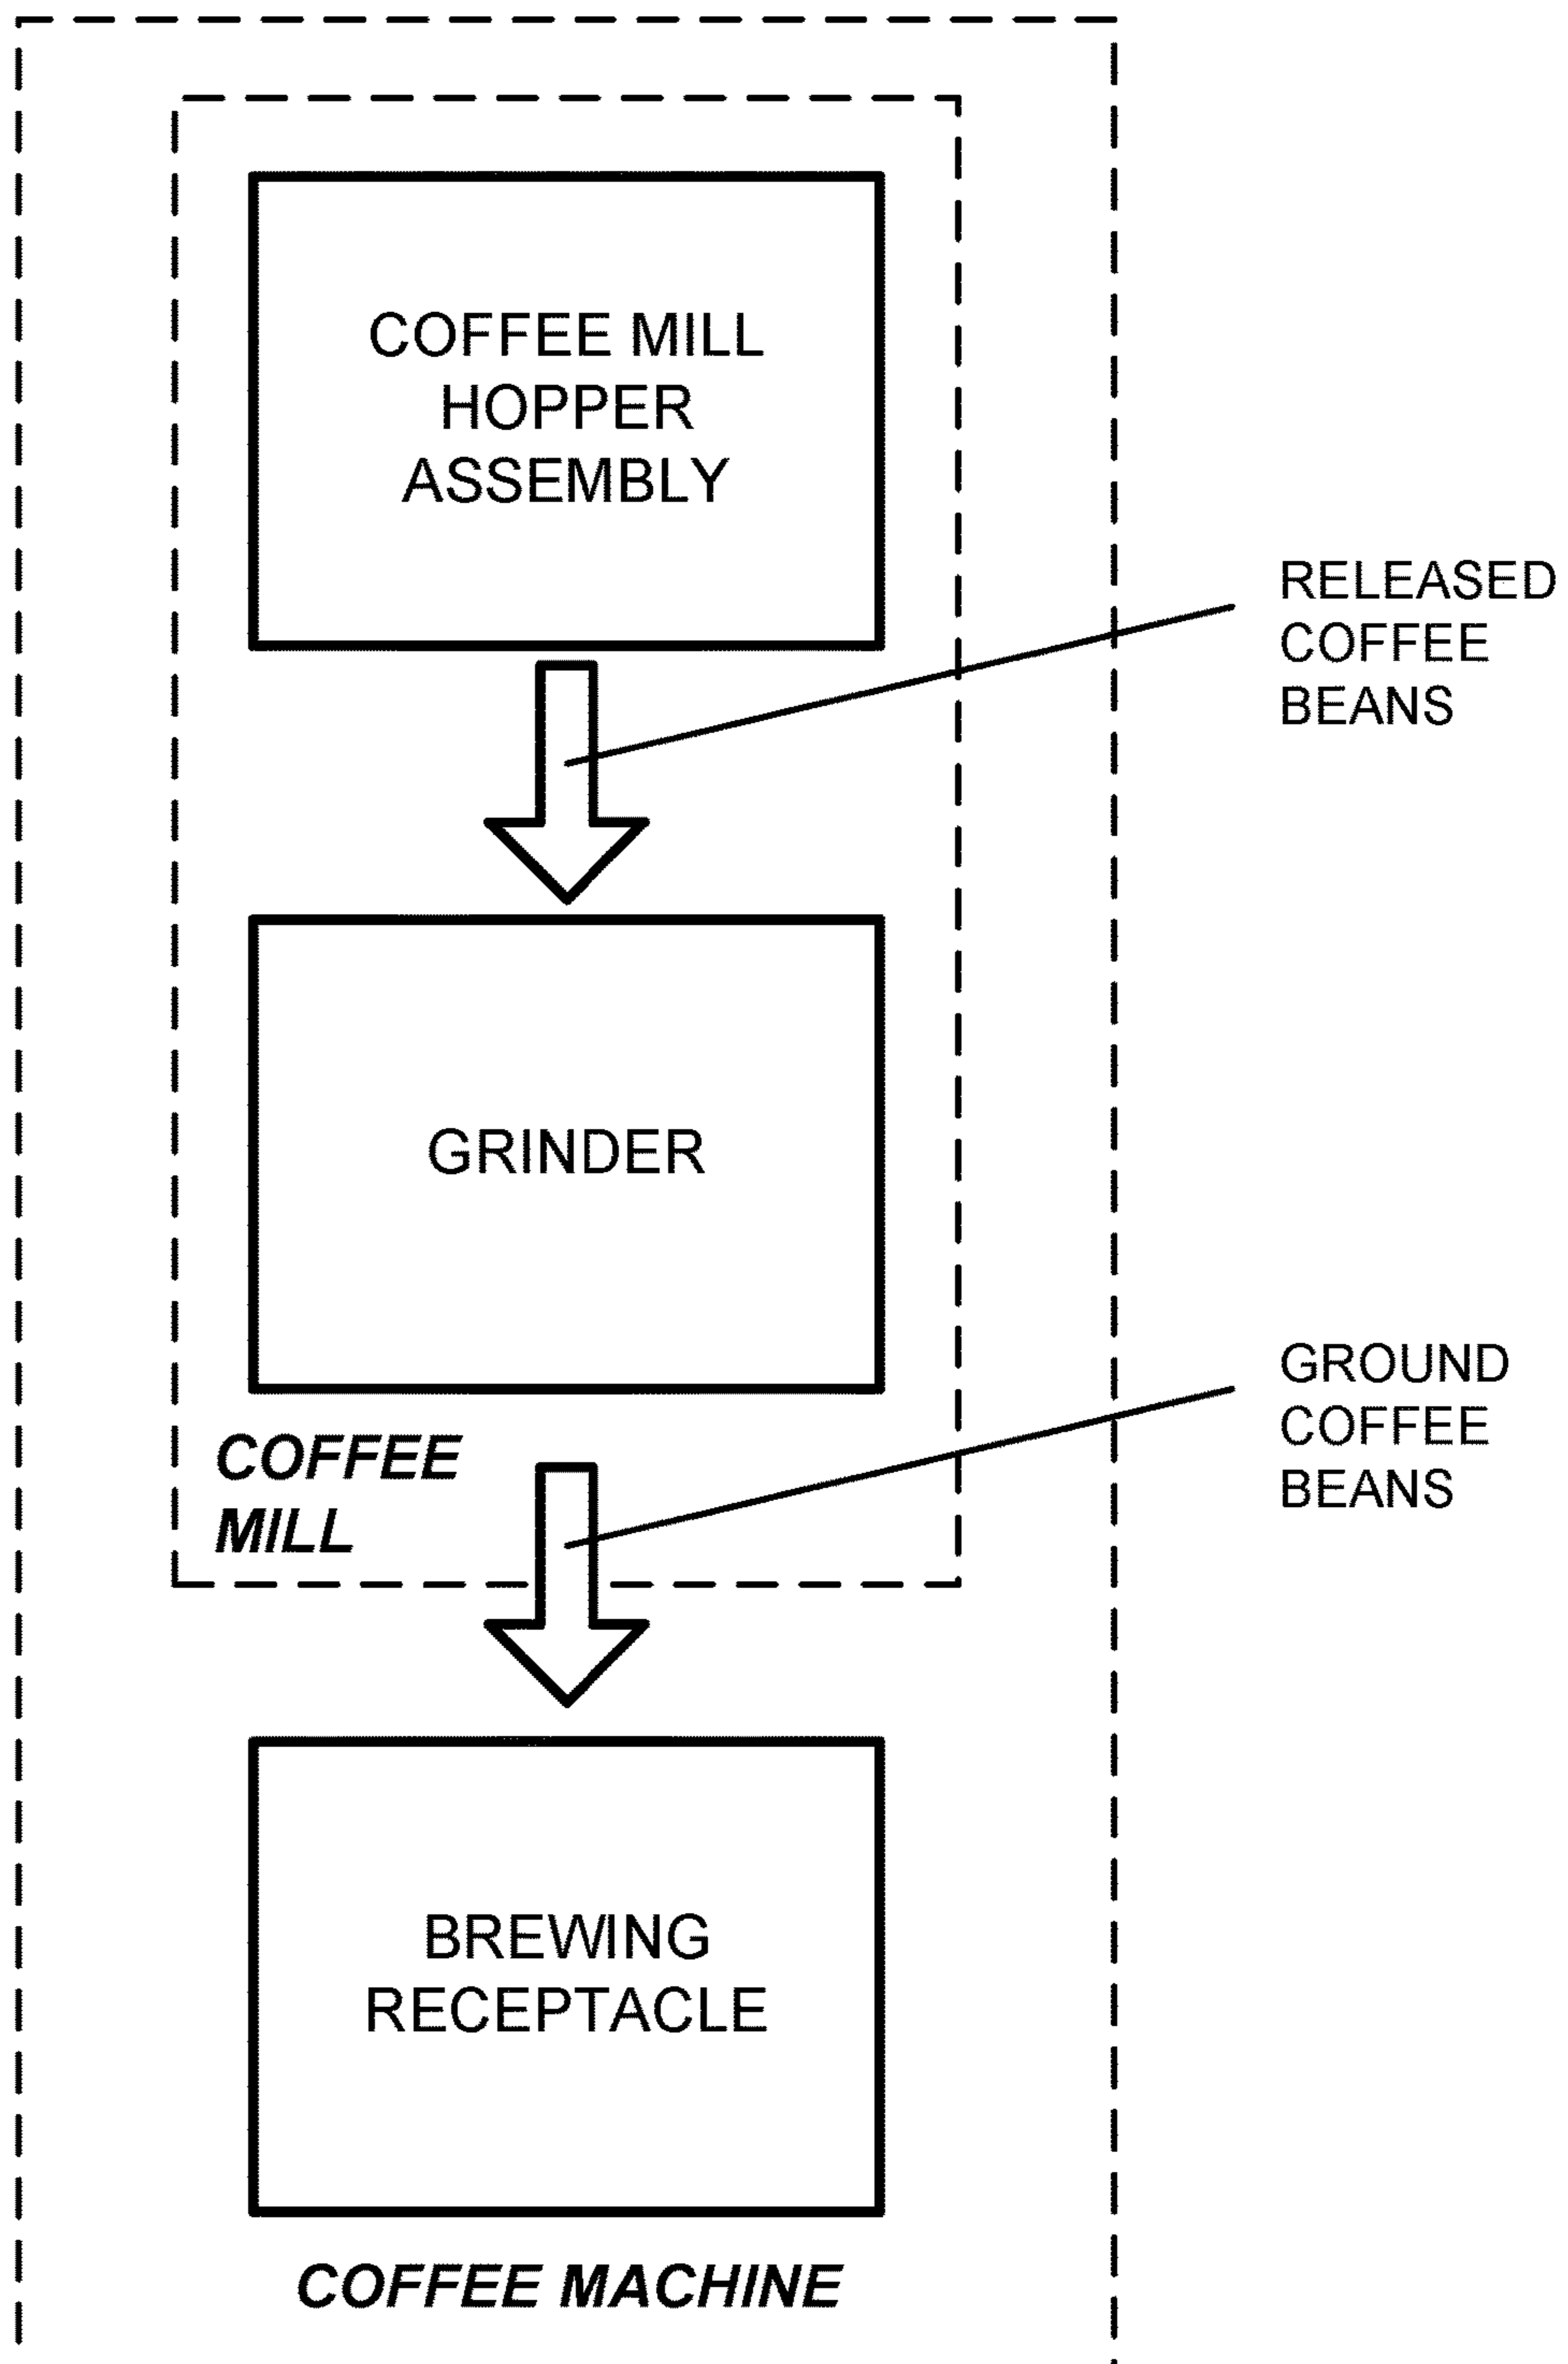 COFFEE MILL
HOPPER
ASSEMBLY
RELEASED
COFFEE
BEANS
GRINDER
GROUND
COFFEE
BEANS
COFFEE
MILL
BREWING
RECEPTACLE
COFFEE MACHINE